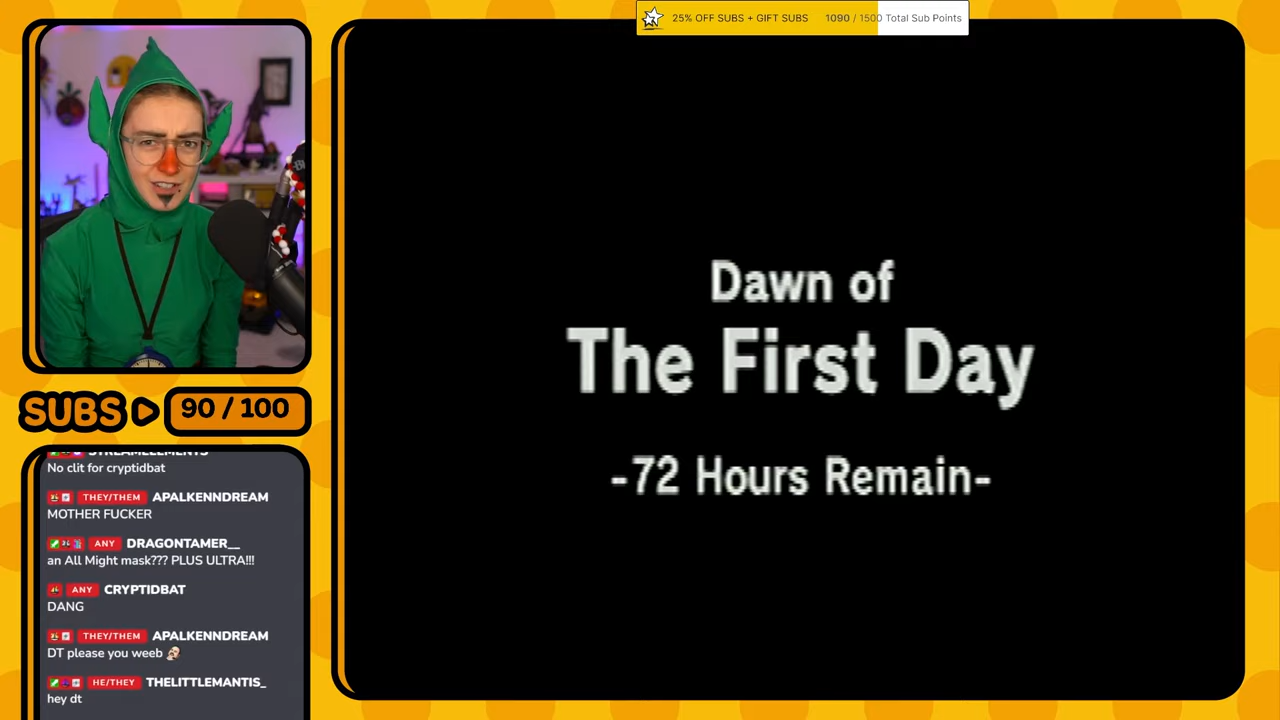 25% OFF SUBS + GIFT SUBS 1090 / 1500 Total Sub Points
Dawn of
The First Day
-72 Hours Remain-
SUBS 90 / 100
STREAMELEMENTS
No clit for cryptidbat
THEY/THEM APALKENNDREAM
MOTHER FUCKER
ANY DRAGONTAMER__
an All Might mask??? PLUS ULTRA!!!
ANY CRYPTIDBAT
DANG
THEY/THEM APALKENNDREAM
DT please you weeb
HE/THEY THELITTLEMANTIS_
hey dt